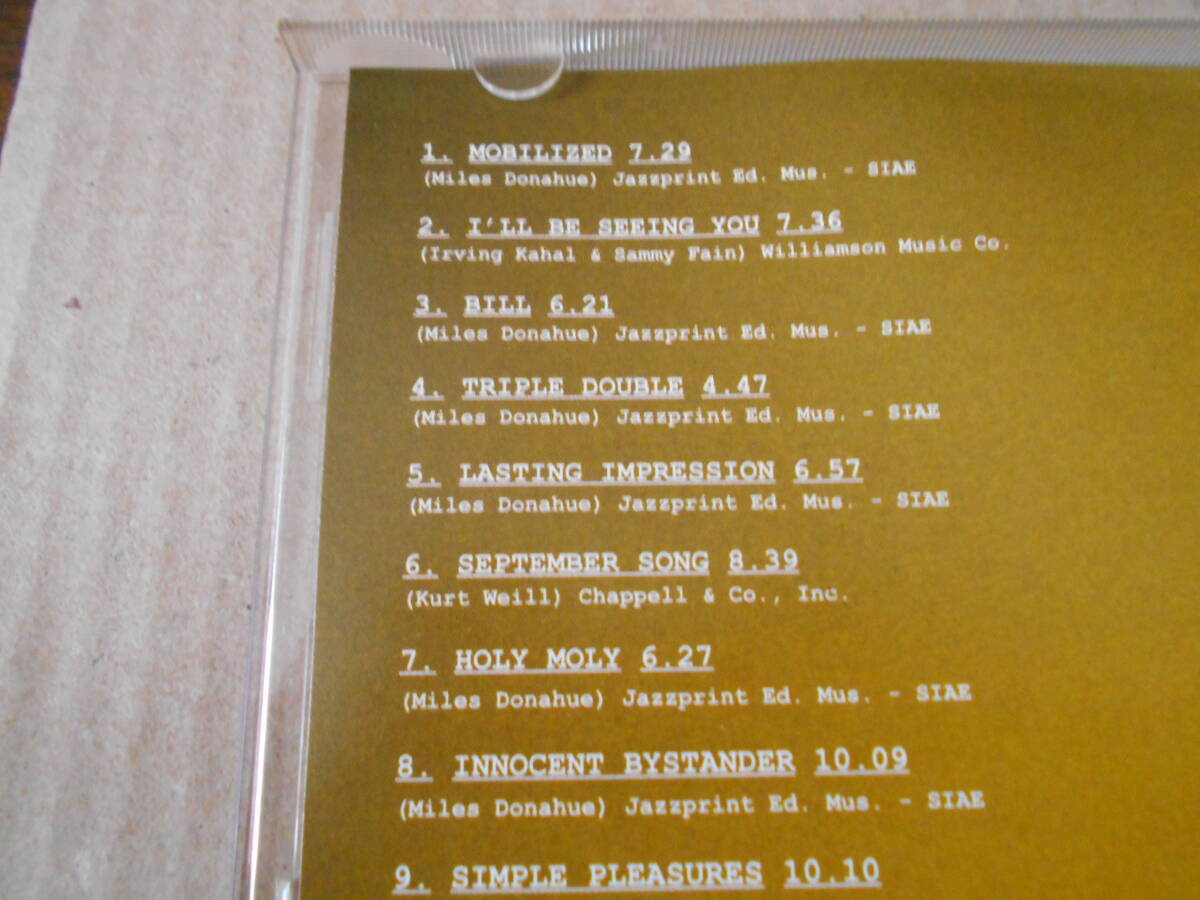 1. MOBILIZED 7.29
(Miles Donahue) Jazzprint Ed. Mus. - SIAE
2. I'LL BE SEEING YOU 7.36
(Irving Kahal & Sammy Fain) Williamson Music Co.
3. BILL 6.21
(Miles Donahue) Jazzprint Ed. Mus. - SIAE
4. TRIPLE DOUBLE 4.47
(Miles Donahue) Jazzprint Ed. Mus. - SIAE
5. LASTING IMPRESSION 6.57
(Miles Donahue) Jazzprint Ed. Mus. - SIAE
6. SEPTEMBER SONG 8.39
(Kurt Weill) Chappell & Co., Inc.
7. HOLY MOLY 6.27
(Miles Donahue) Jazzprint Ed. Mus. - SIAE
8. INNOCENT BYSTANDER 10.09
(Miles Donahue) Jazzprint Ed. Mus. - SIAE
9. SIMPLE PLEASURES 10.10